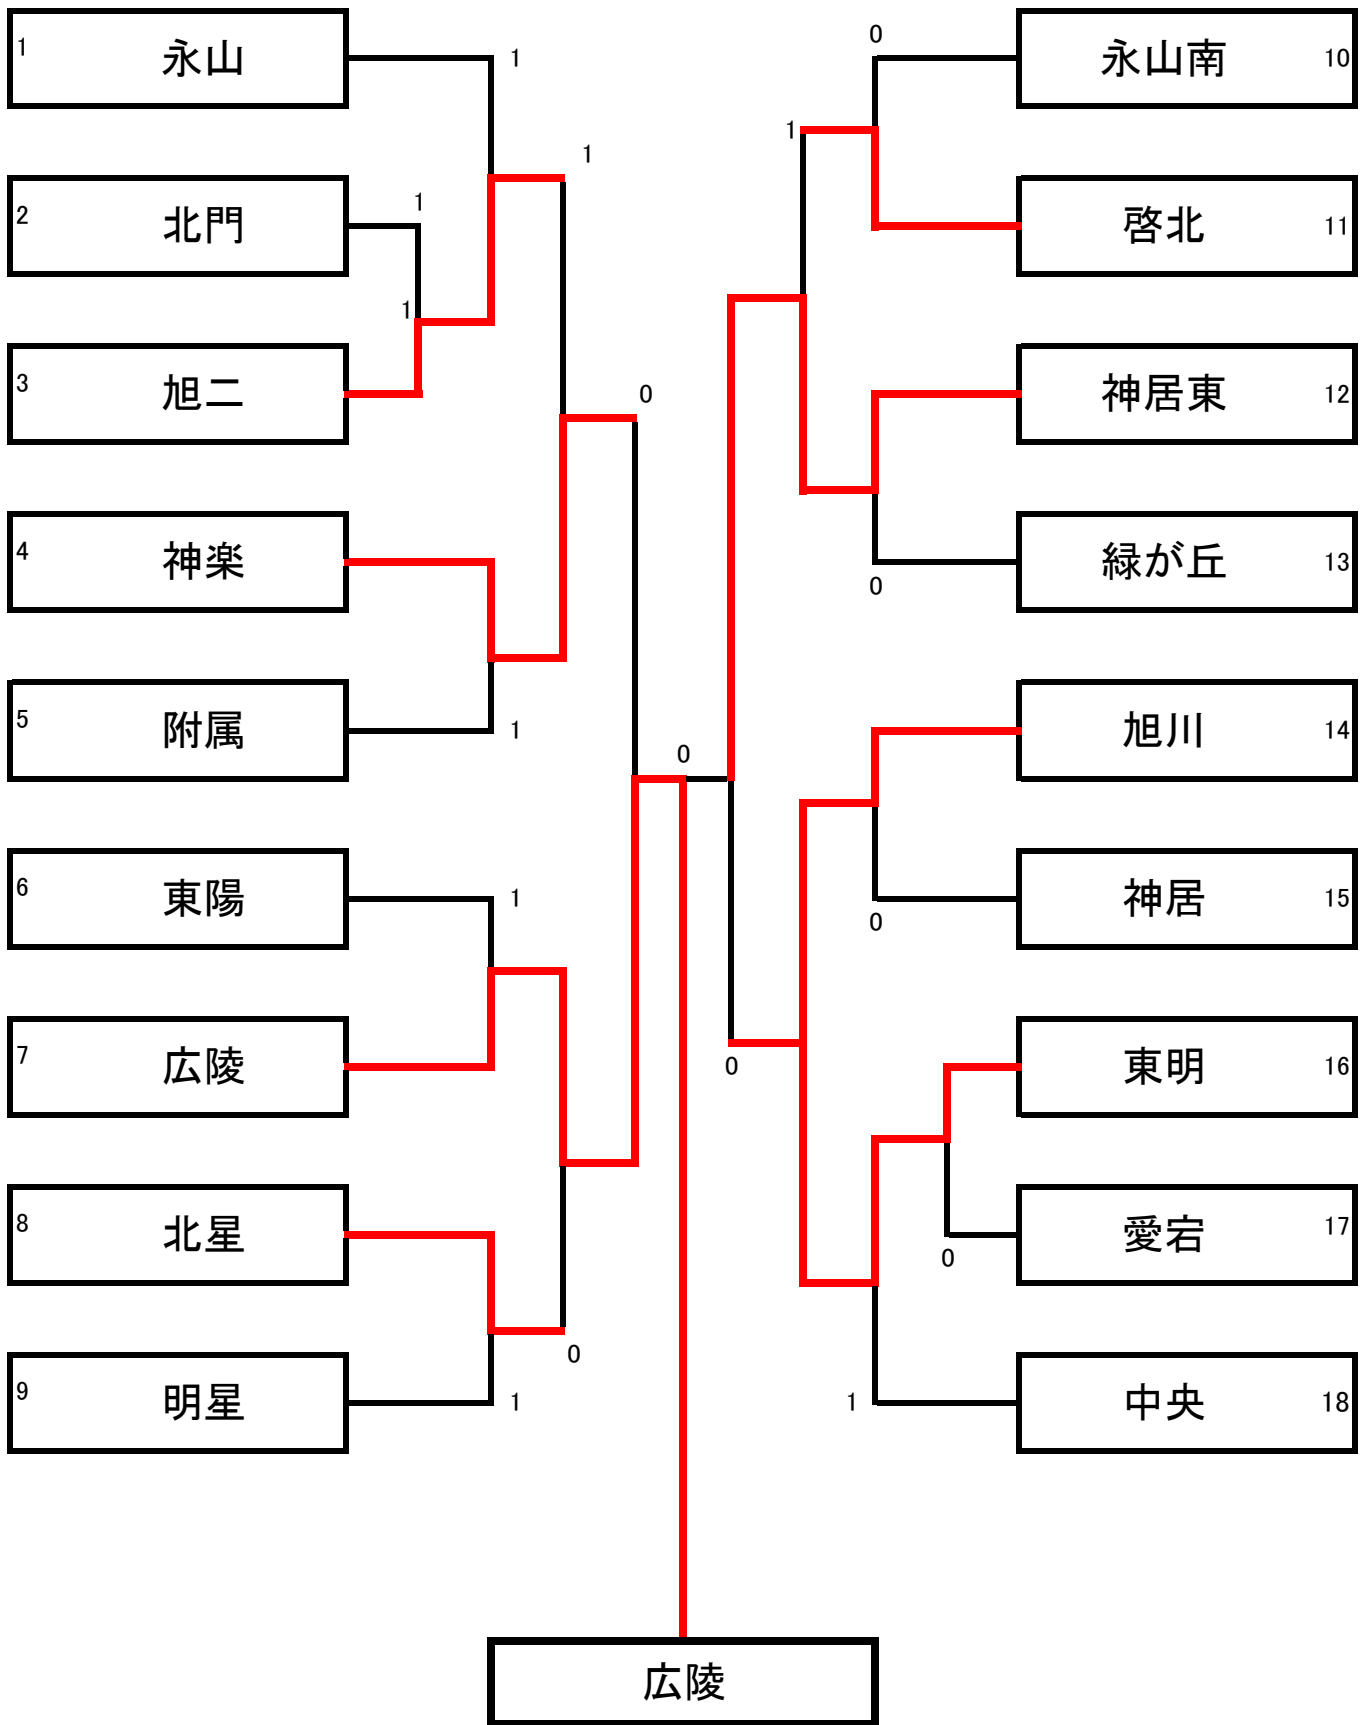 1 永山
1
2 北門
1
1
3 旭二
1
4 神楽
0
5 附属
1
6 東陽
1
7 広陵
8 北星
0
9 明星
1
0
0
永山南 10
1
啓北 11
神居東 12
緑が丘 13
0
旭川 14
神居 15
0
0
東明 16
愛宕 17
0
中央 18
1
広陵